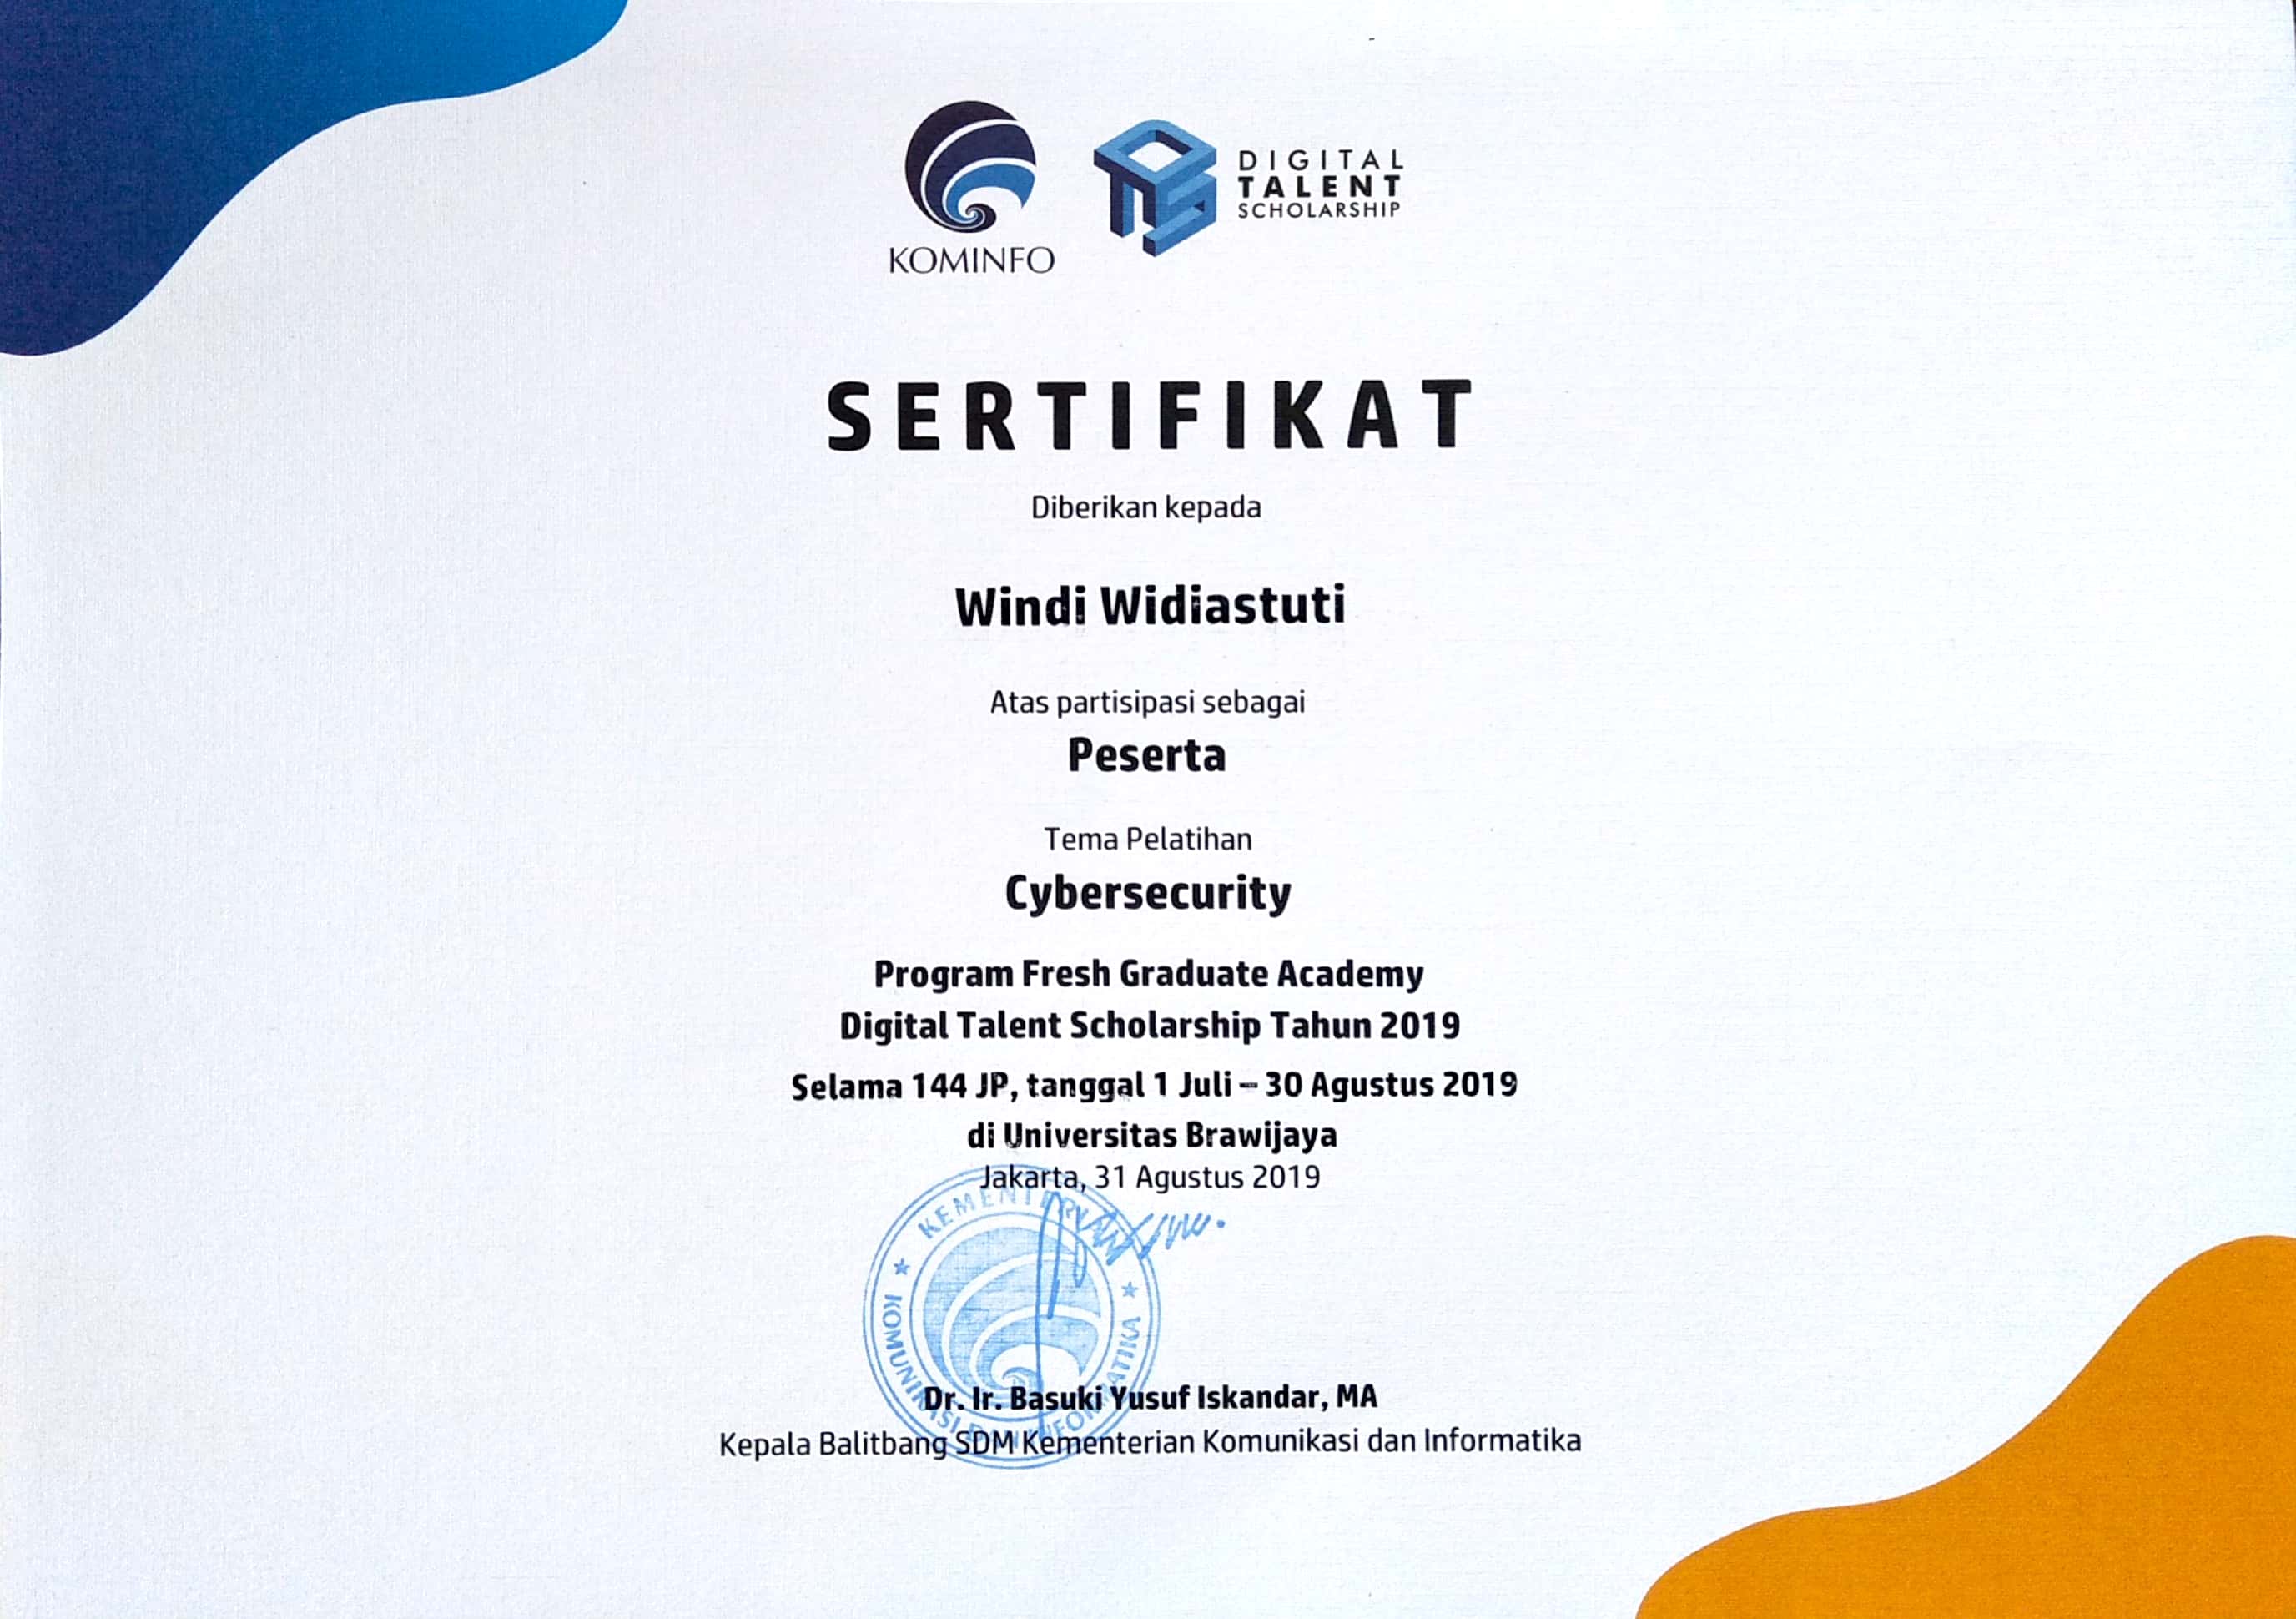 KOMINFO
DIGITAL
TALENT
SCHOLARSHIP
SERTIFIKAT
Diberikan kepada
Windi Widiastuti
Atas partisipasi sebagai
Peserta
Tema Pelatihan
Cybersecurity
Program Fresh Graduate Academy
Digital Talent Scholarship Tahun 2019
Selama 144 JP, tanggal 1 Juli – 30 Agustus 2019
di Universitas Brawijaya
Jakarta, 31 Agustus 2019
KEMENTERIAN
KOMUNIKASI DAN INFORMATIKA
Dr. Ir. Basuki Yusuf Iskandar, MA
Kepala Balitbang SDM Kementerian Komunikasi dan Informatika